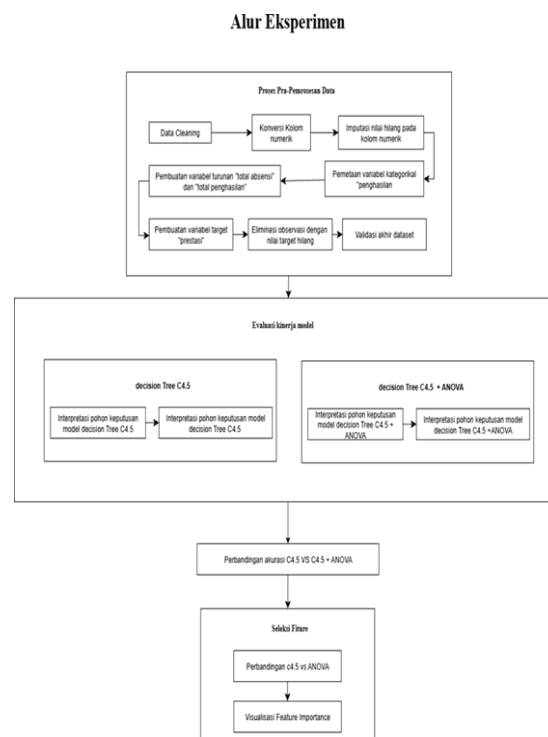 Alur Eksperimen
Proses Pra-Pemrosesan Data
Data Cleaning
Konversi Kolom
numerik
Imputasi nilai hilang pada
kolom numerik
Pemetaan variabel kategorikal
"penghasilan
Pembuatan variabel turunan "total absensi"
dan "total penghasilan"
Pembuatan variabel target
"prestasi"
Eliminasi observasi dengan
nilai target hilang
Validasi akhir dataset
Evaluasi kinerja model
decision Tree C4.5
Interpretasi pohon keputusan
model decision Tree C4.5
Interpretasi pohon keputusan model
decision Tree C4.5
decision Tree C4.5 + ANOVA
Interpretasi pohon keputusan
model decision Tree C4.5 +
ANOVA
Interpretasi pohon keputusan model
decision Tree C4.5 +ANOVA
Perbandingan akurasi C4.5 VS C4.5 + ANOVA
Seleksi Fiture
Perbandingan c4.5 vs ANOVA
Visualisasi Feature Importance